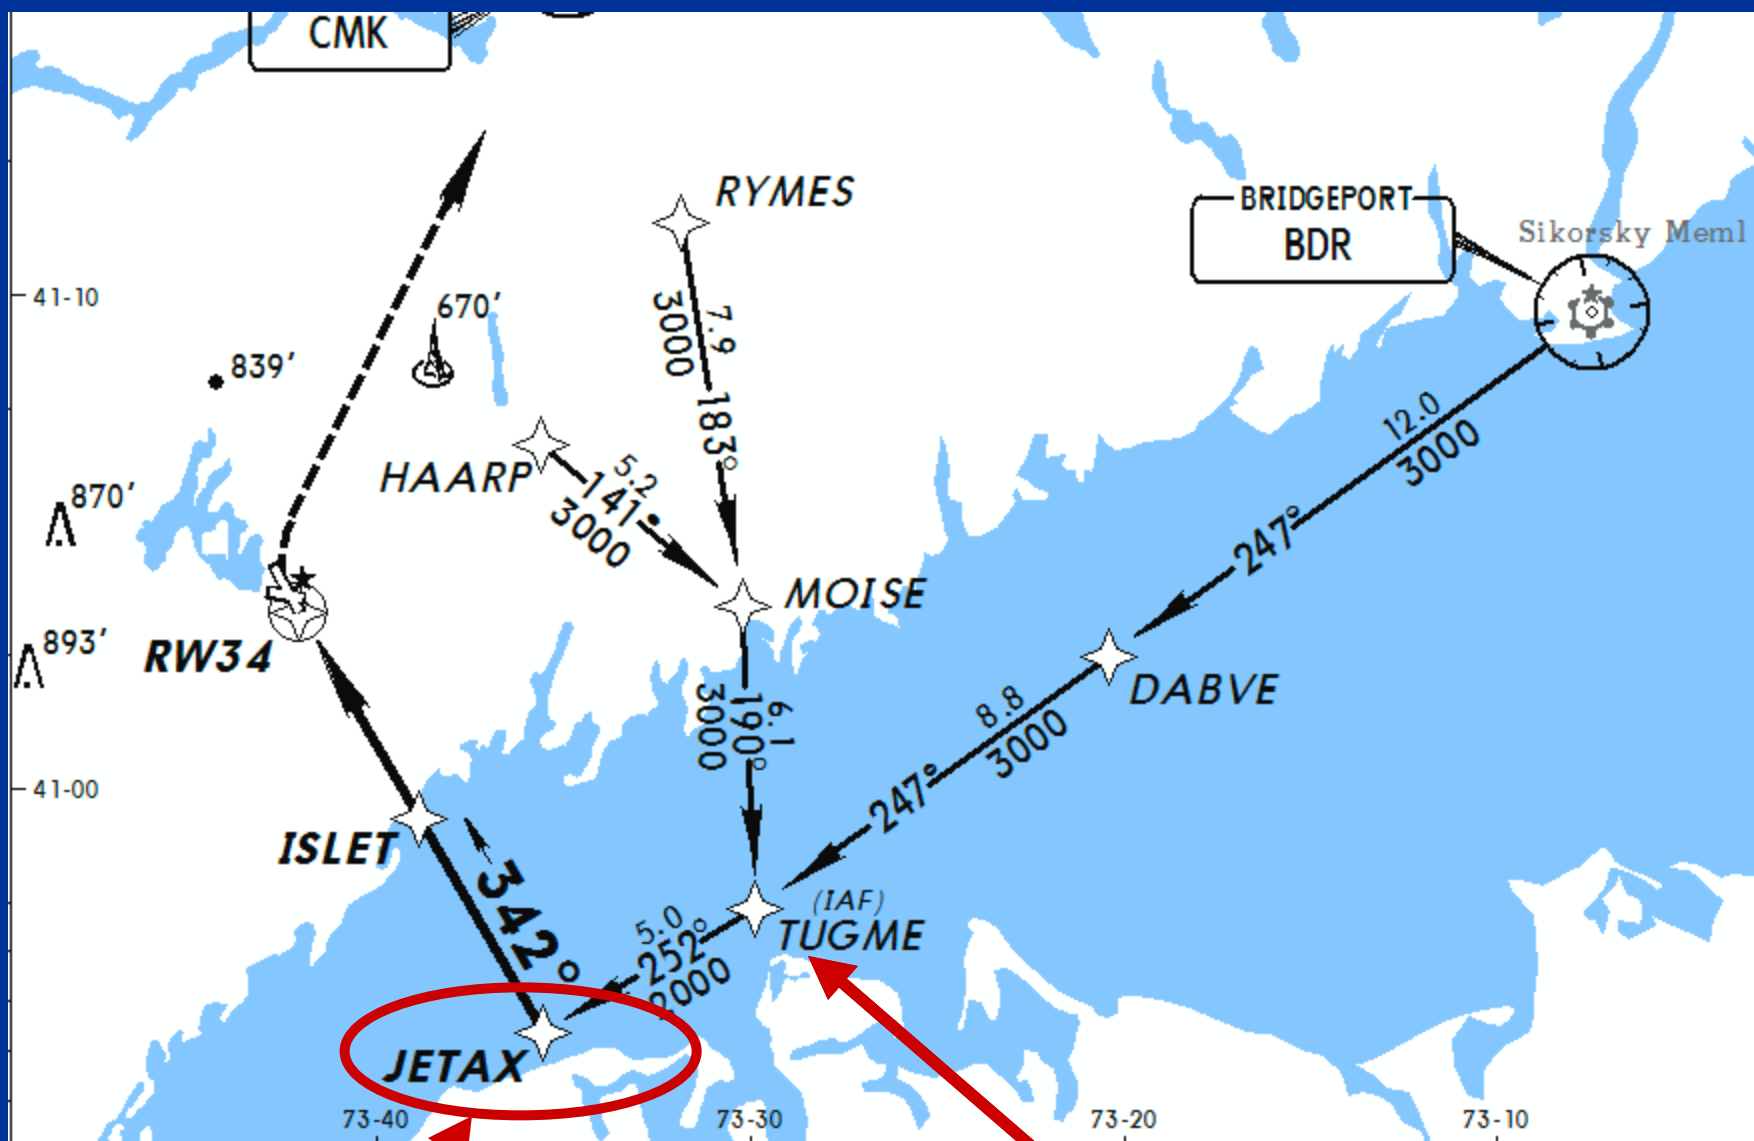 CMK
RYMES
BRIDGEPORT
BDR
Sikorsky Meml
41-10
670'
839'
7.9
3000
183°
12.0
3000
247°
HAARP
5.2
141°
3000
870'
MOISE
893'
RW34
DABVE
6.1
190°
3000
8.8
3000
247°
41-00
ISLET
342°
(IAF)
TUGME
5.0
252°
2000
JETAX
73-40
73-30
73-20
73-10